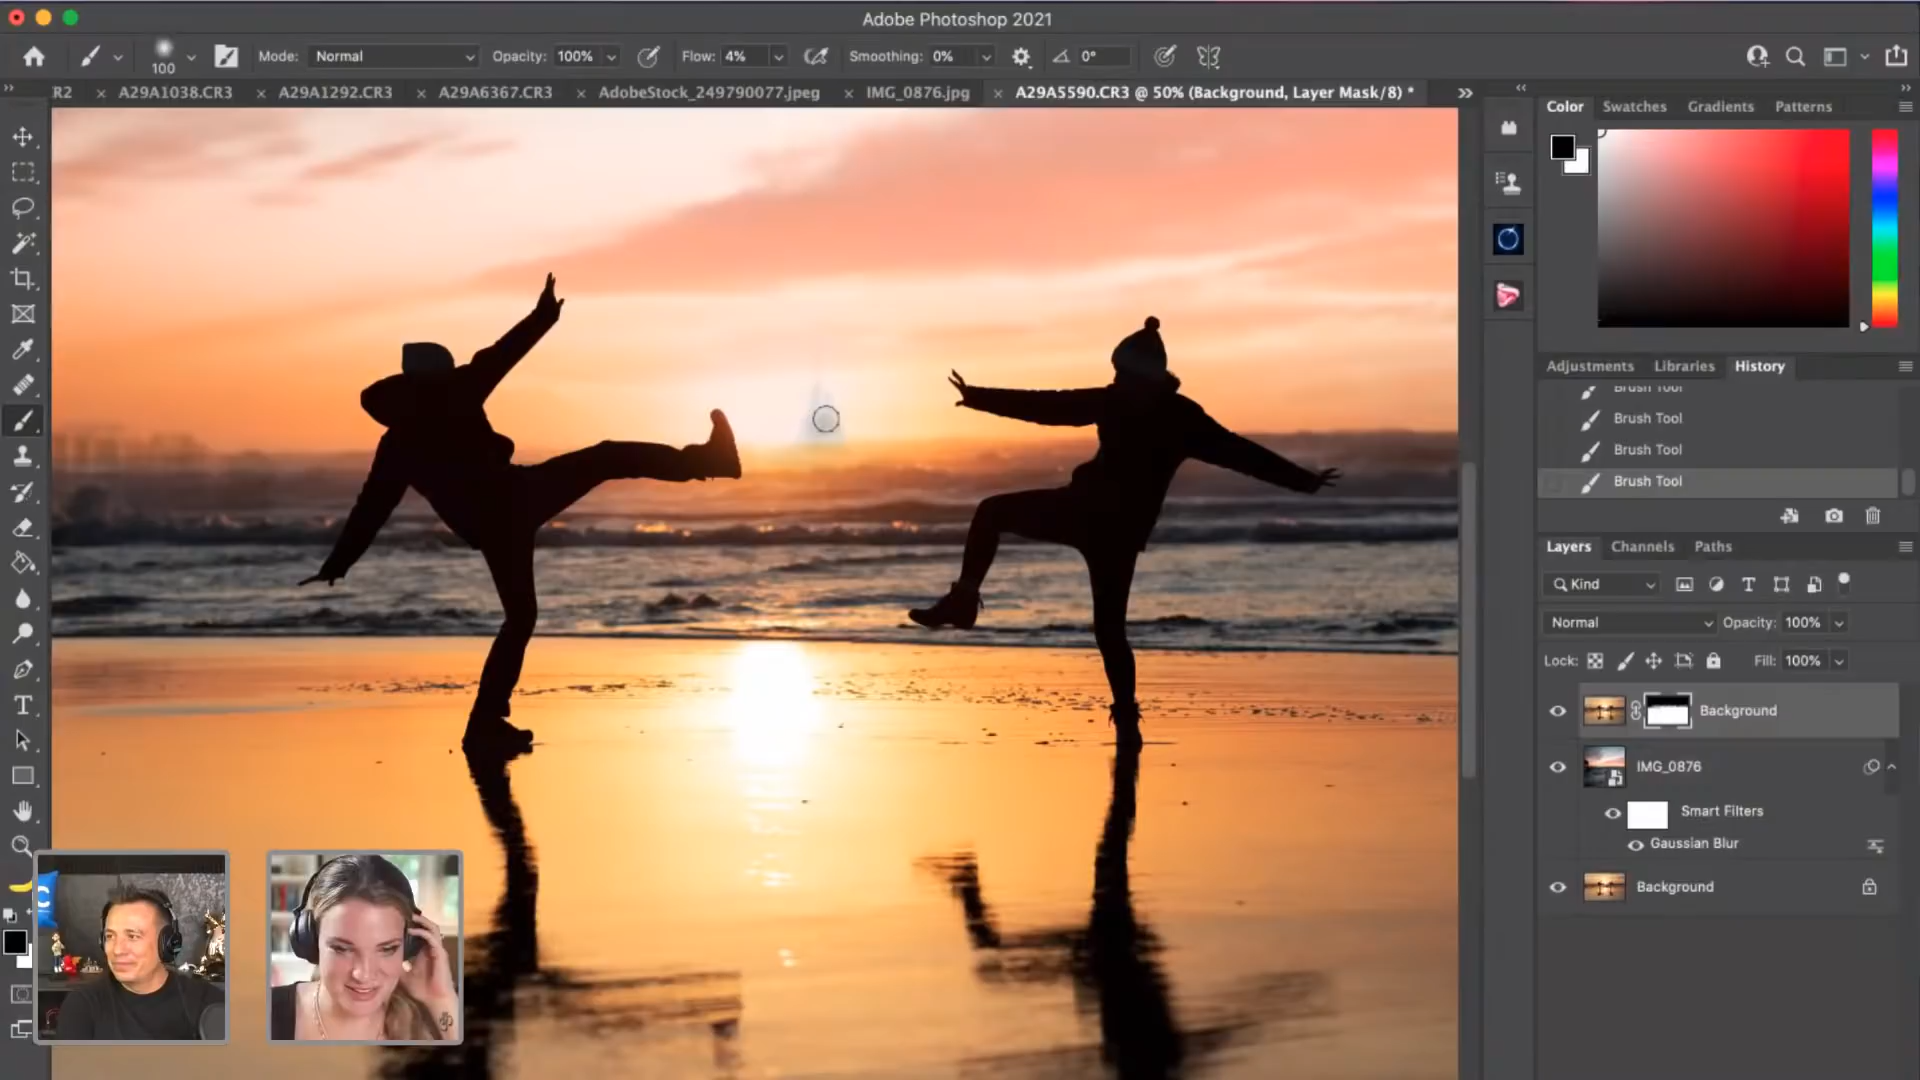 Adobe Photoshop 2021
100
Mode: Normal Opacity: 100% Flow: 4% Smoothing: 0% 0°
R2 × A29A1038.CR3 × A29A1292.CR3 × A29A6367.CR3 × AdobeStock_249790077.jpeg × IMG_0876.jpg × A29A5590.CR3 @ 50% (Background, Layer Mask/8) *
Color Swatches Gradients Patterns
Adjustments Libraries History
Brush Tool
Brush Tool
Brush Tool
Brush Tool
Layers Channels Paths
Kind
Normal Opacity: 100%
Lock: Fill: 100%
Background
IMG_0876
Smart Filters
Gaussian Blur
Background